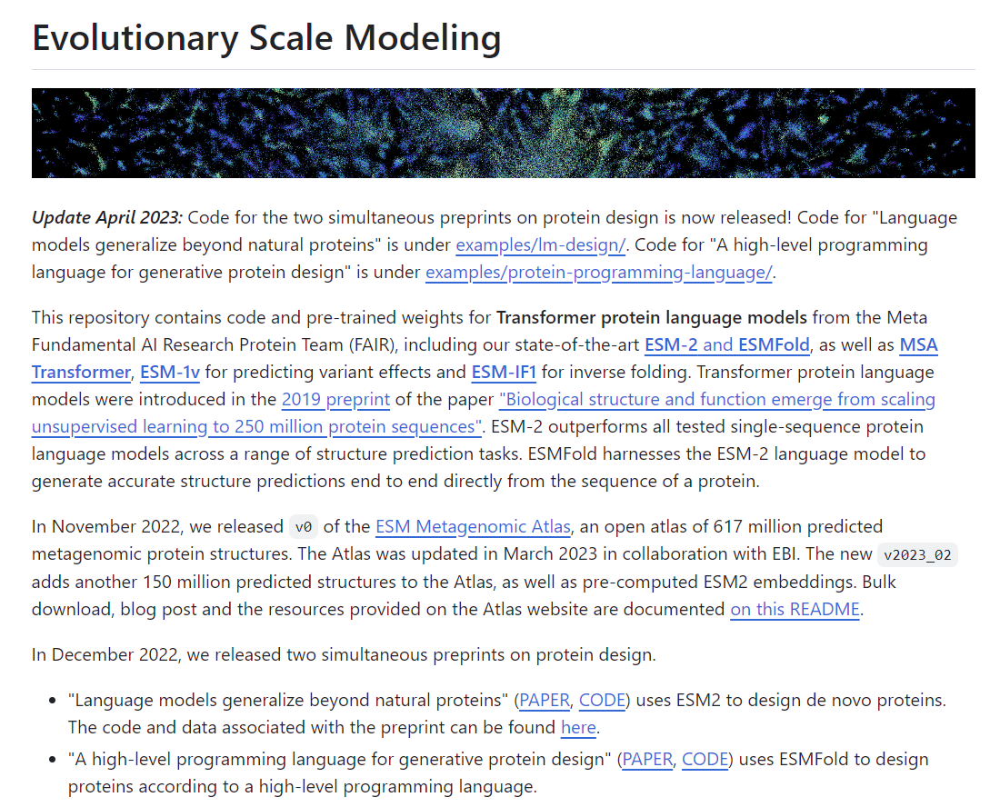 Evolutionary Scale Modeling
Update April 2023: Code for the two simultaneous preprints on protein design is now released! Code for "Language
models generalize beyond natural proteins" is under examples/lm-design/. Code for "A high-level programming
language for generative protein design" is under examples/protein-programming-language/.
This repository contains code and pre-trained weights for Transformer protein language models from the Meta
Fundamental AI Research Protein Team (FAIR), including our state-of-the-art ESM-2 and ESMFold, as well as MSA
Transformer, ESM-1v for predicting variant effects and ESM-IF1 for inverse folding. Transformer protein language
models were introduced in the 2019 preprint of the paper "Biological structure and function emerge from scaling
unsupervised learning to 250 million protein sequences". ESM-2 outperforms all tested single-sequence protein
language models across a range of structure prediction tasks. ESMFold harnesses the ESM-2 language model to
generate accurate structure predictions end to end directly from the sequence of a protein.
In November 2022, we released v0 of the ESM Metagenomic Atlas, an open atlas of 617 million predicted
metagenomic protein structures. The Atlas was updated in March 2023 in collaboration with EBI. The new v2023_02
adds another 150 million predicted structures to the Atlas, as well as pre-computed ESM2 embeddings. Bulk
download, blog post and the resources provided on the Atlas website are documented on this README.
In December 2022, we released two simultaneous preprints on protein design.
• "Language models generalize beyond natural proteins" (PAPER, CODE) uses ESM2 to design de novo proteins.
The code and data associated with the preprint can be found here.
• "A high-level programming language for generative protein design" (PAPER, CODE) uses ESMFold to design
proteins according to a high-level programming language.